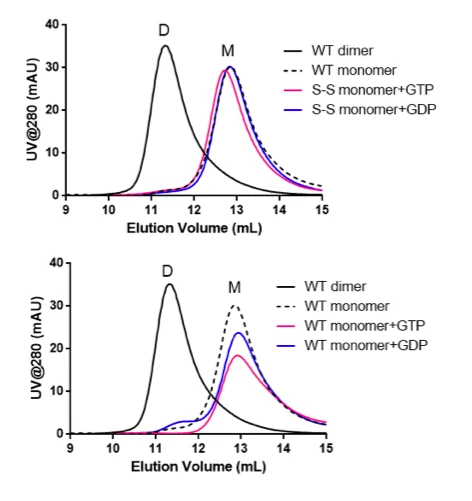 40
30
20
10
0
UV@280 (mAU)
D
M
WT dimer
WT monomer
S-S monomer+GTP
S-S monomer+GDP
9 10 11 12 13 14 15
Elution Volume (mL)
40
30
20
10
0
UV@280 (mAU)
D
M
WT dimer
WT monomer
WT monomer+GTP
WT monomer+GDP
9 10 11 12 13 14 15
Elution Volume (mL)